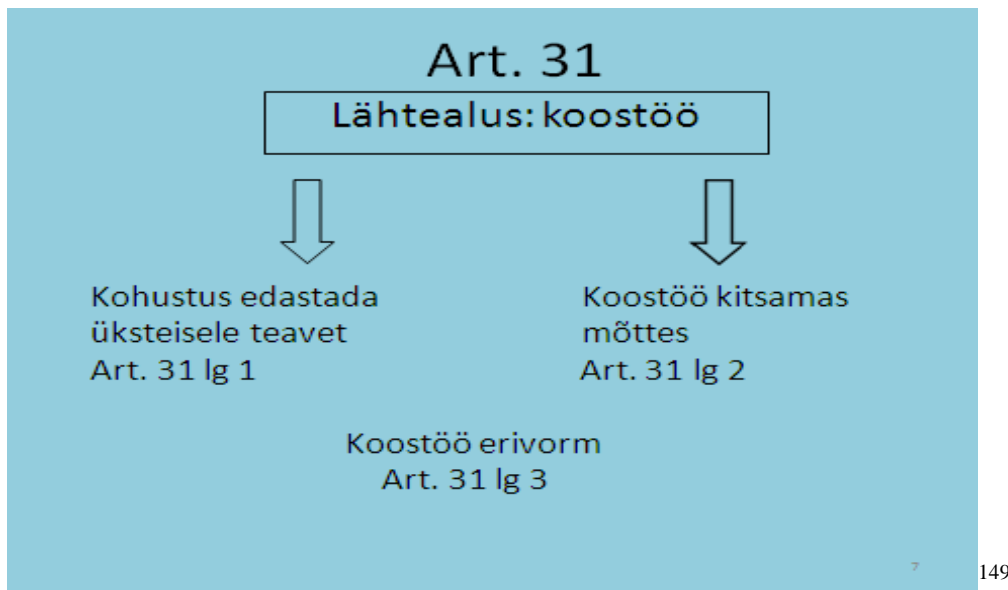 Art. 31
Lähtealus: koostöö
Kohustus edastada
üksteisele teavet
Art. 31 lg 1
Koostöö kitsamas
mõttes
Art. 31 lg 2
Koostöö erivorm
Art. 31 lg 3
7
149